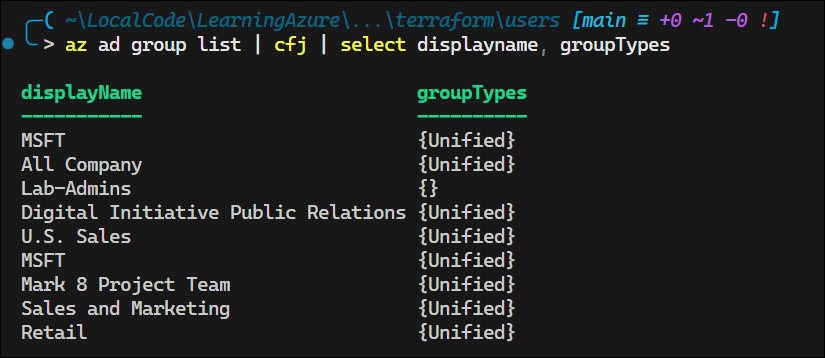 ~\LocalCode\LearningAzure\...\terraform\users [main ≡ +0 ~1 -0 !]
> az ad group list | cfj | select displayname, groupTypes
displayName groupTypes
----------- ----------
MSFT {Unified}
All Company {Unified}
Lab-Admins {}
Digital Initiative Public Relations {Unified}
U.S. Sales {Unified}
MSFT {Unified}
Mark 8 Project Team {Unified}
Sales and Marketing {Unified}
Retail {Unified}